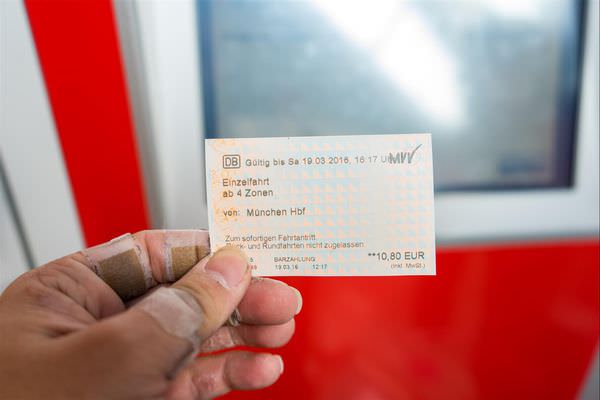 DB Gültig bis Sa 19.03.2016, 16:17 Uhr MVV
Einzelfahrt
ab 4 Zonen
von: München Hbf
Zum sofortigen Fahrtantritt
Rück- und Rundfahrten nicht zugelassen.
BARZAHLUNG **10,80 EUR
19.03.16 12:17 (inkl. MwSt.)